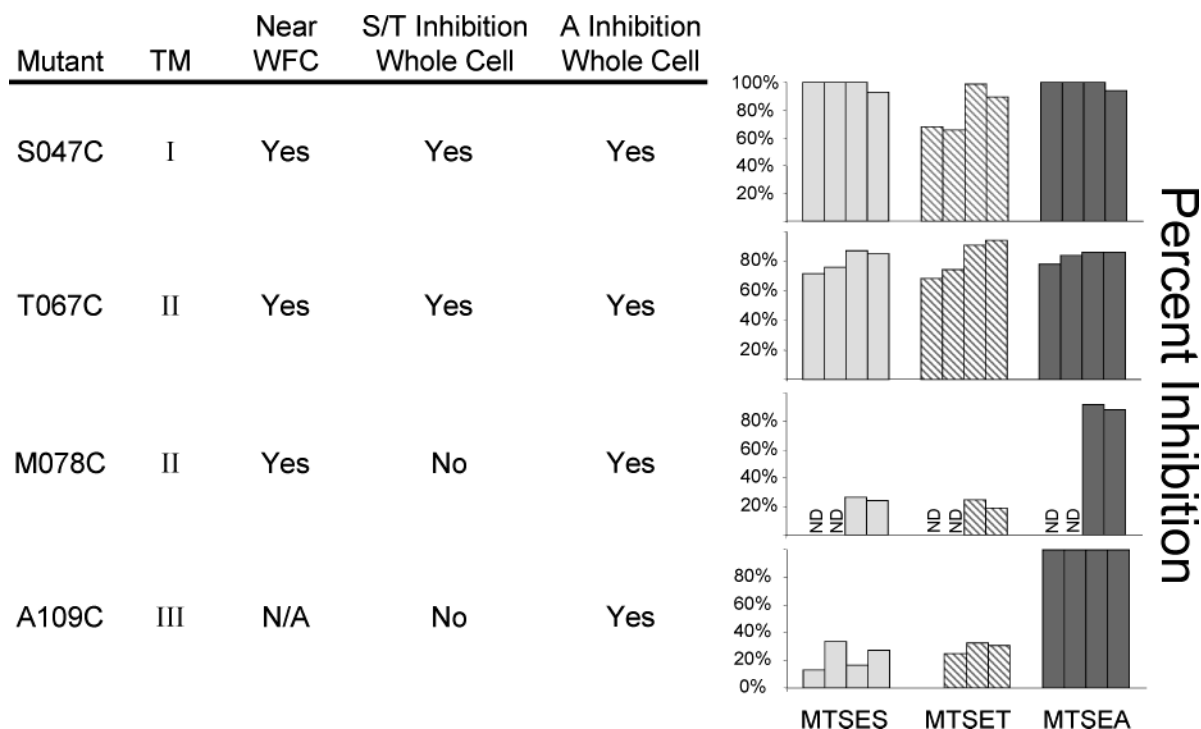 Near S/T Inhibition A Inhibition
Mutant TM WFC Whole Cell Whole Cell
100%
80%
60%
40%
20%
S047C I Yes Yes Yes
80%
60%
40%
20%
T067C II Yes Yes Yes
80%
60%
40%
20%
M078C II Yes No Yes
ND ND ND ND ND ND
80%
60%
40%
20%
0%
A109C III N/A No Yes
MTSES MTSET MTSEA
Percent Inhibition